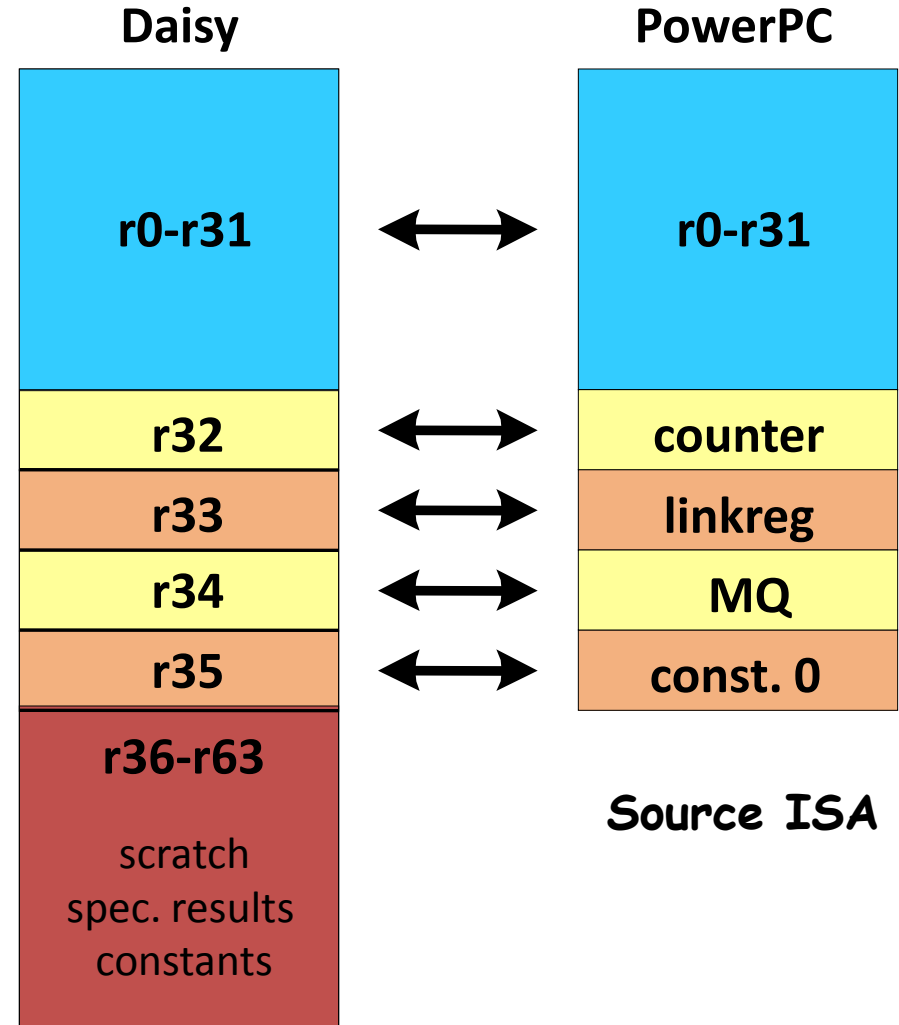 Daisy
PowerPC
r0-r31
r0-r31
r32
counter
r33
linkreg
r34
MQ
r35
const. 0
r36-r63
scratch
spec. results
constants
Source ISA